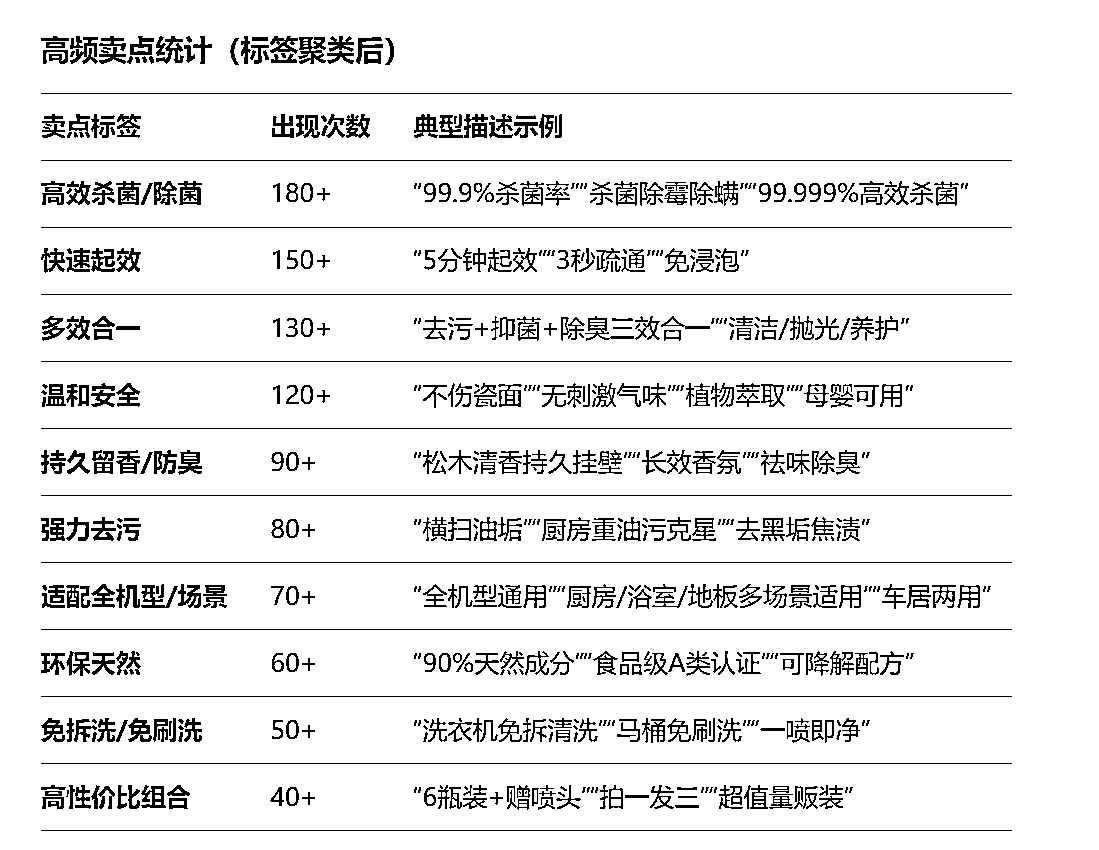 高频卖点统计（标签聚类后）
卖点标签 出现次数 典型描述示例
高效杀菌/除菌 180+ “99.9%杀菌率”“杀菌除霉除螨”“99.999%高效杀菌”
快速起效 150+ “5分钟起效”“3秒疏通”“免浸泡”
多效合一 130+ “去污+抑菌+除臭三效合一”“清洁/抛光/养护”
温和安全 120+ “不伤瓷面”“无刺激气味”“植物萃取”“母婴可用”
持久留香/防臭 90+ “松木清香持久挂壁”“长效香氛”“祛味除臭”
强力去污 80+ “横扫油垢”“厨房重油污克星”“去黑垢焦渍”
适配全机型/场景 70+ “全机型通用”“厨房/浴室/地板多场景适用”“车居两用”
环保天然 60+ “90%天然成分”“食品级A类认证”“可降解配方”
免拆洗/免刷洗 50+ “洗衣机免拆清洗”“马桶免刷洗”“一喷即净”
高性价比组合 40+ “6瓶装+赠喷头”“拍一发三”“超值量贩装”